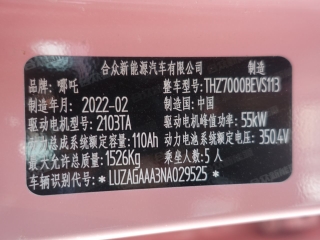 合众新能源汽车有限公司 制造
品牌：哪吒 整车型号：THZ7000BEVS113
制造年月：2022-02 制造国：中国
驱动电机型号：2103TA 驱动电机峰值功率：55kW
动力总成系统额定容量：110Ah 动力电池系统额定电压：350.4V
最大允许总质量：1526KG 乘坐人数：5 人
车辆识别代号：*LUZAGAAA3NA029525*